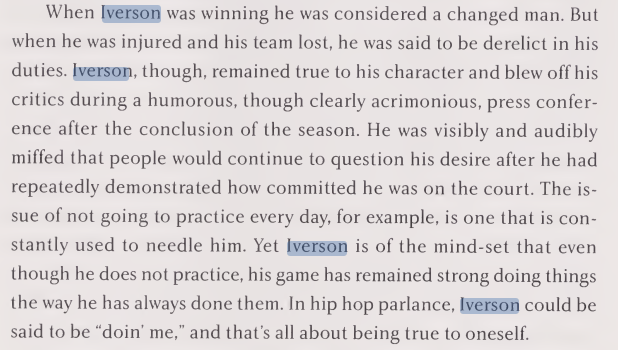 When Iverson was winning he was considered a changed man. But
when he was injured and his team lost, he was said to be derelict in his
duties. Iverson, though, remained true to his character and blew off his
critics during a humorous, though clearly acrimonious, press confer-
ence after the conclusion of the season. He was visibly and audibly
miffed that people would continue to question his desire after he had
repeatedly demonstrated how committed he was on the court. The is-
sue of not going to practice every day, for example, is one that is con-
stantly used to needle him. Yet Iverson is of the mind-set that even
though he does not practice, his game has remained strong doing things
the way he has always done them. In hip hop parlance, Iverson could be
said to be “doin’ me,” and that’s all about being true to oneself.